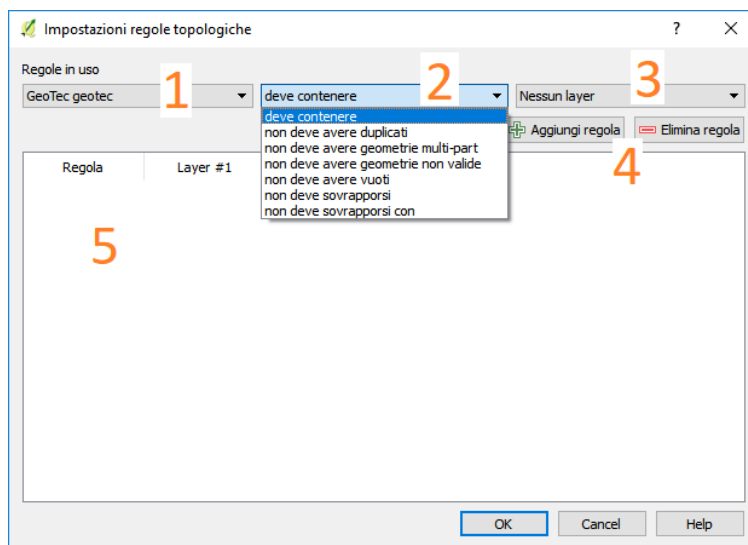 Impostazioni regole topologiche ?
Regole in uso
GeoTec geotec 1 deve contenere 2 Nessun layer 3
deve contenere
non deve avere duplicati
non deve avere geometrie multi-part
non deve avere geometrie non valide
non deve avere vuoti
non deve sovrapporsi
non deve sovrapporsi con
Aggiungi regola Elimina regola
4
Regola Layer #1
5
OK Cancel Help